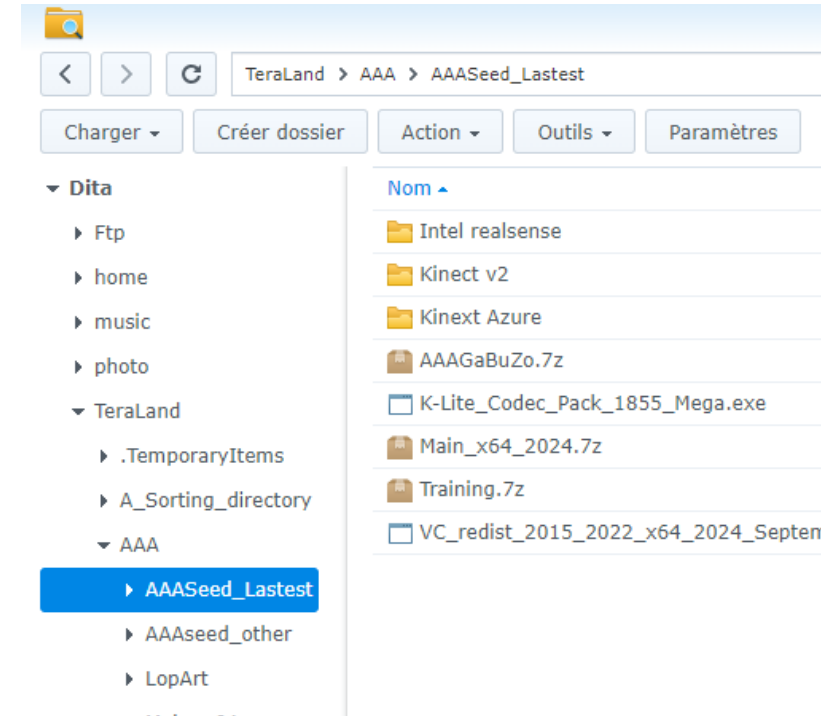 TeraLand > AAA > AAASeed_Lastest
Charger Créer dossier Action Outils Paramètres
Dita
Ftp
home
music
photo
TeraLand
.TemporaryItems
A_Sorting_directory
AAA
AAASeed_Lastest
AAAseed_other
LopArt
Nom
Intel realsense
Kinect v2
Kinext Azure
AAAGaBuZo.7z
K-Lite_Codec_Pack_1855_Mega.exe
Main_x64_2024.7z
Training.7z
VC_redist_2015_2022_x64_2024_Septem